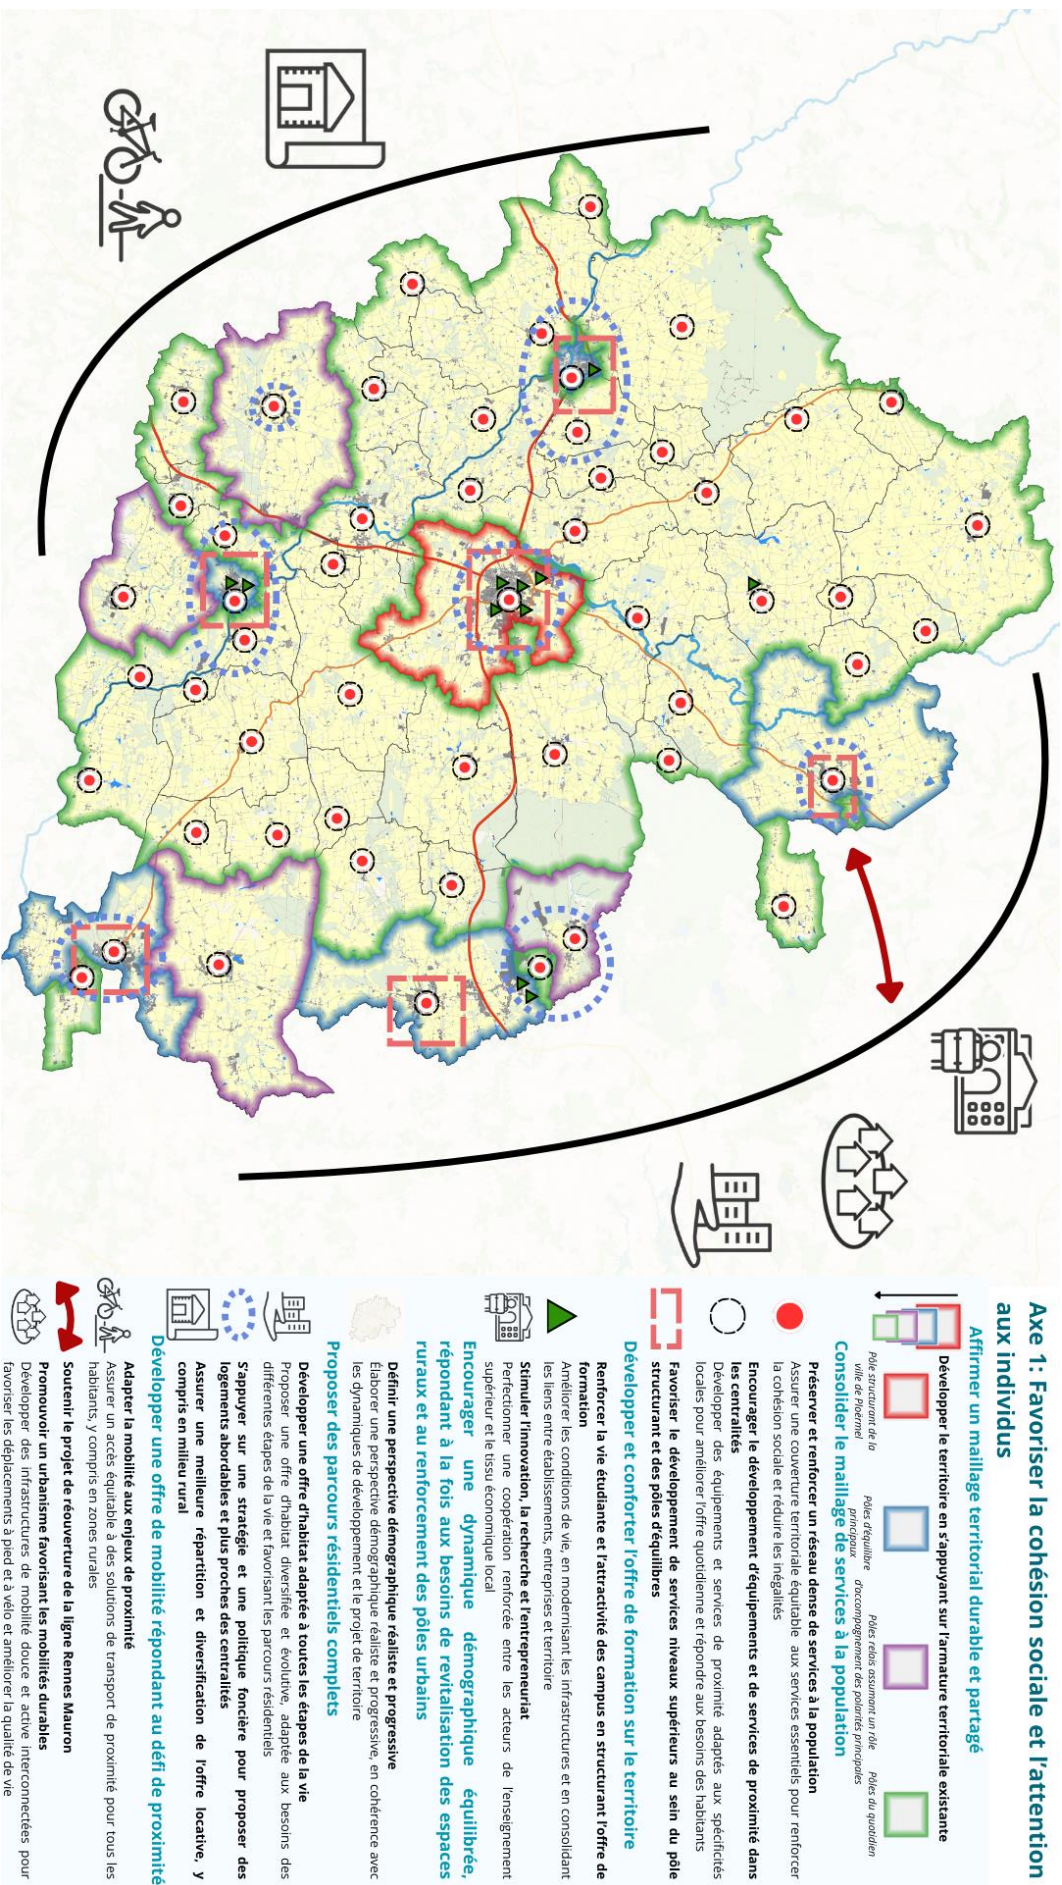 Axe 1: Favoriser la cohésion sociale et l'attention
aux individus
Affirmer un maillage territorial durable et partagé
Développer le territoire en s'appuyant sur l'armature territoriale existante
Pôle structurant de la
ville de Ploërmel
Pôles d'équilibre
principaux
Pôles relais assumant un rôle
d'accompagnement des polarités principales
Pôles du quotidien
Consolider le maillage de services à la population
Préserver et renforcer un réseau dense de services à la population
Assurer une couverture territoriale équitable aux services essentiels pour renforcer
la cohésion sociale et réduire les inégalités
Encourager le développement d'équipements et de services de proximité dans
les centralités
Développer des équipements et services de proximité adaptés aux spécificités
locales pour améliorer l'offre quotidienne et répondre aux besoins des habitants
Favoriser le développement de services niveaux supérieurs au sein du pôle
structurant et des pôles d'équilibres
Développer et conforter l'offre de formation sur le territoire
Renforcer la vie étudiante et l'attractivité des campus en structurant l'offre de
formation
Améliorer les conditions de vie, en modernisant les infrastructures et en consolidant
les liens entre établissements, entreprises et territoire
Stimuler l'innovation, la recherche et l'entrepreneuriat
Perfectionner une coopération renforcée entre les acteurs de l'enseignement
supérieur et le tissu économique local
Encourager une dynamique démographique équilibrée,
répondant à la fois aux besoins de revitalisation des espaces
ruraux et au renforcement des pôles urbains
Définir une perspective démographique réaliste et progressive
Élaborer une perspective démographique réaliste et progressive, en cohérence avec
les dynamiques de développement et le projet de territoire
Proposer des parcours résidentiels complets
Développer une offre d'habitat adaptée à toutes les étapes de la vie
Proposer une offre d'habitat diversifiée et évolutive, adaptée aux besoins des
différentes étapes de la vie et favorisant les parcours résidentiels
S'appuyer sur une stratégie et une politique foncière pour proposer des
logements abordables et plus proches des centralités
Assurer une meilleure répartition et diversification de l'offre locative, y
compris en milieu rural
Développer une offre de mobilité répondant au défi de proximité
Adapter la mobilité aux enjeux de proximité
Assurer un accès équitable à des solutions de transport de proximité pour tous les
habitants, y compris en zones rurales
Soutenir le projet de réouverture de la ligne Rennes Mauron
Promouvoir un urbanisme favorisant les mobilités durables
Développer des infrastructures de mobilité douce et active interconnectées pour
favoriser les déplacements à pied et à vélo et améliorer la qualité de vie